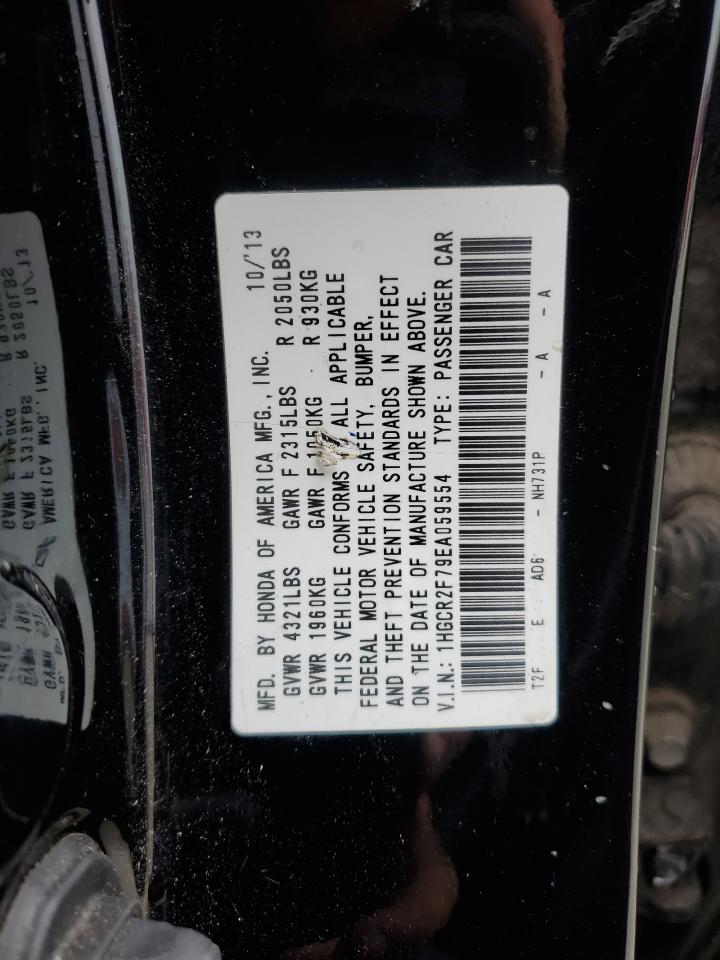 MFD. BY HONDA OF AMERICA MFG., INC. 10/'13
GVWR 4321LBS GAWR F 2315LBS R 2050LBS
GVWR 1960KG GAWR F 1050KG R 930KG
THIS VEHICLE CONFORMS ALL APPLICABLE
FEDERAL MOTOR VEHICLE SAFETY, BUMPER,
AND THEFT PREVENTION STANDARDS IN EFFECT
ON THE DATE OF MANUFACTURE SHOWN ABOVE.
V.I.N.: 1HGCR2F79EA059554 TYPE: PASSENGER CAR
T2F E AD6 - NH731P - A - A